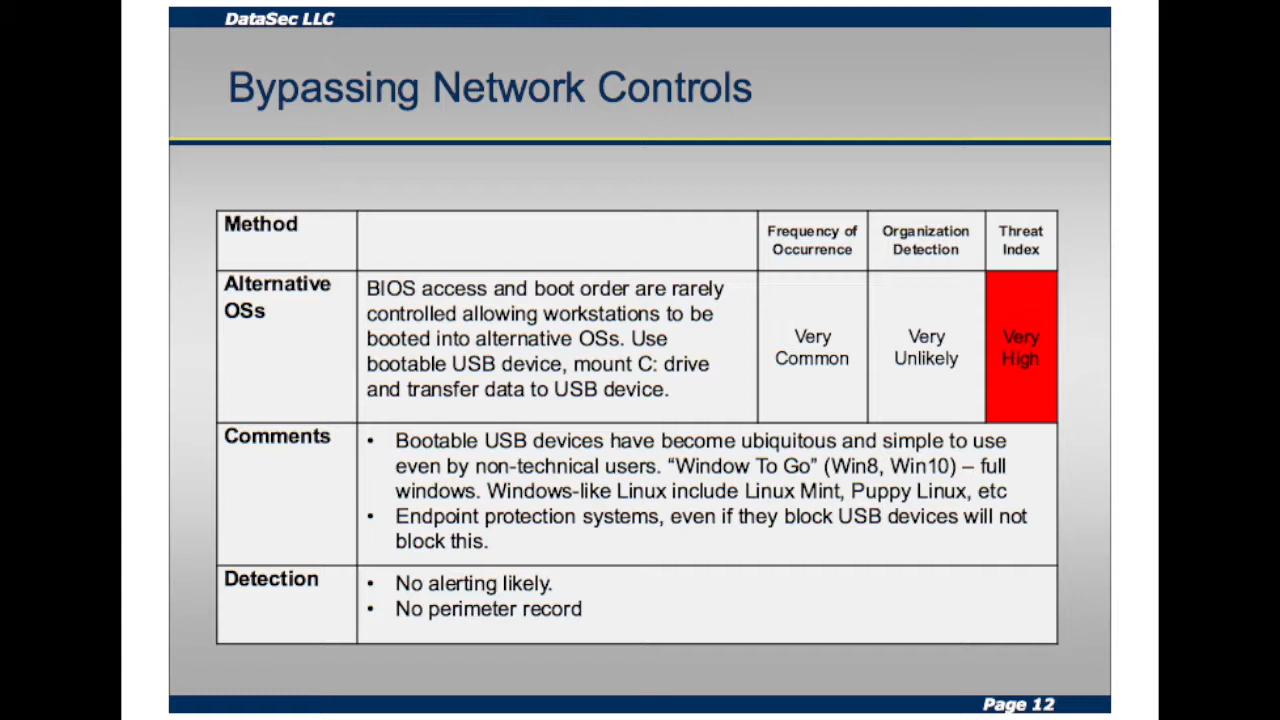 DataSec LLC
Bypassing Network Controls
Method
Frequency of
Occurrence
Organization
Detection
Threat
Index
Alternative
OSs
BIOS access and boot order are rarely
controlled allowing workstations to be
booted into alternative OSs. Use
bootable USB device, mount C: drive
and transfer data to USB device.
Very
Common
Very
Unlikely
Very
High
Comments
• Bootable USB devices have become ubiquitous and simple to use
even by non-technical users. “Window To Go” (Win8, Win10) – full
windows. Windows-like Linux include Linux Mint, Puppy Linux, etc
• Endpoint protection systems, even if they block USB devices will not
block this.
Detection
• No alerting likely.
• No perimeter record
Page 12